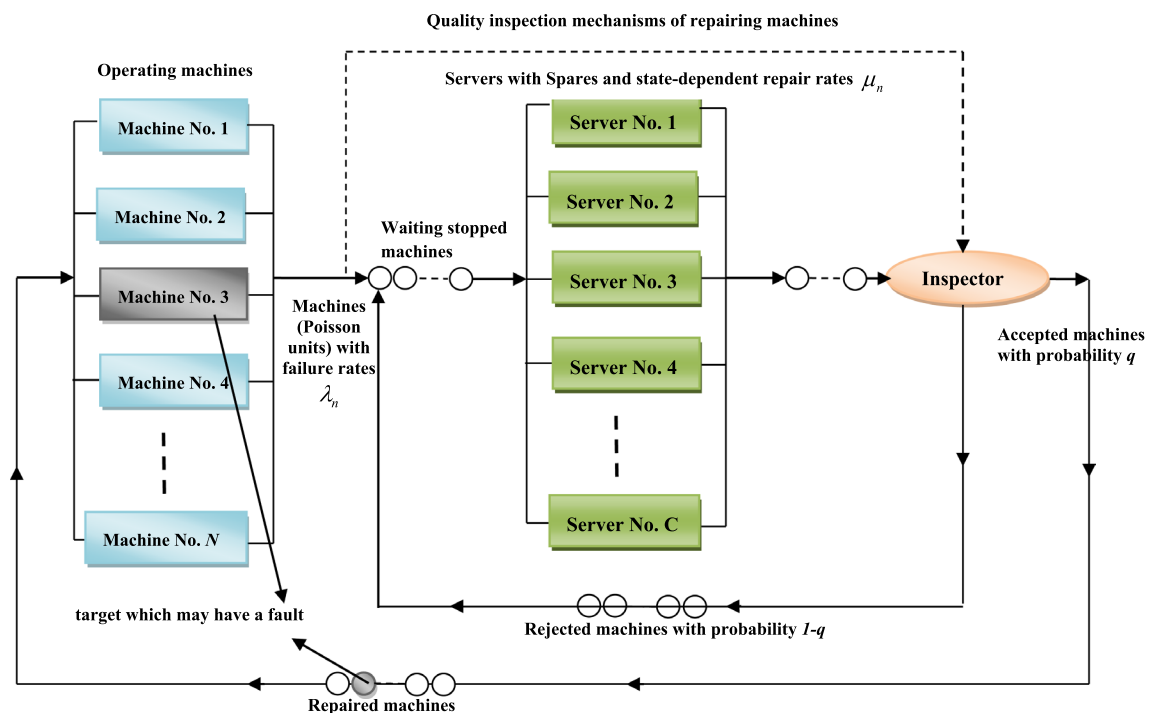 Quality inspection mechanisms of repairing machines
Operating machines
Servers with Spares and state-dependent repair rates μn
Machine No. 1
Machine No. 2
Machine No. 3
Machine No. 4
Machine No. N
Waiting stopped
machines
Machines
(Poisson
units) with
failure rates
λn
Server No. 1
Server No. 2
Server No. 3
Server No. 4
Server No. C
Inspector
Accepted machines
with probability q
target which may have a fault
Rejected machines with probability 1-q
Repaired machines